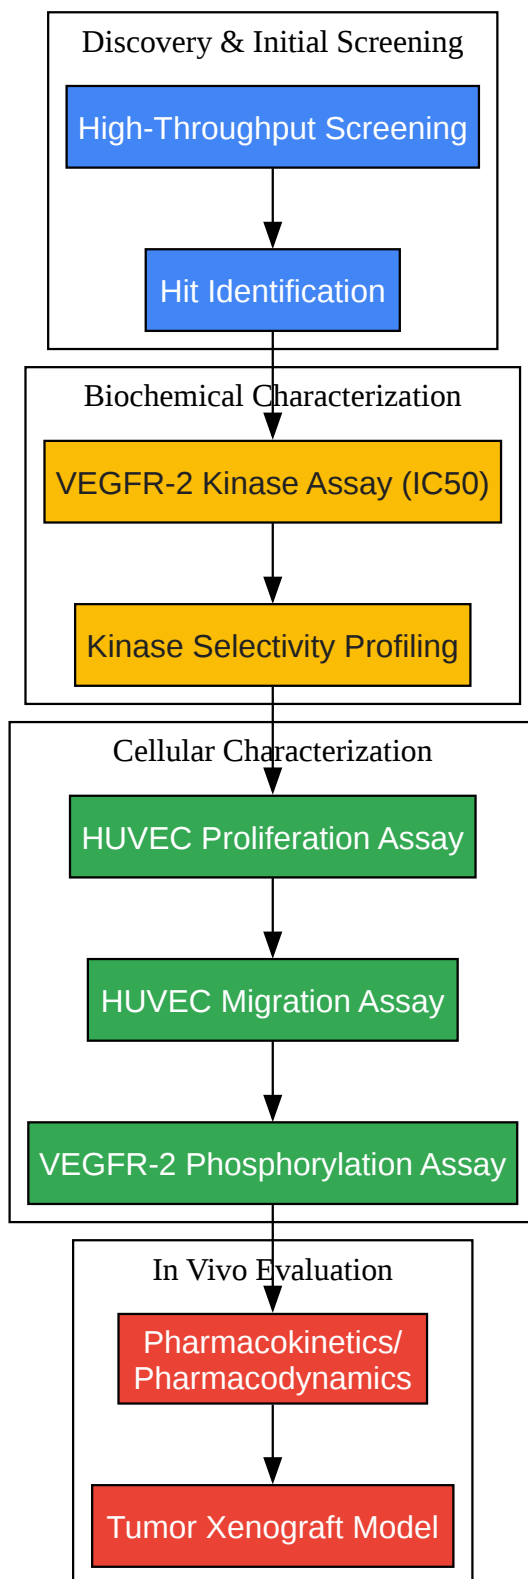 Discovery & Initial Screening
High-Throughput Screening
Hit Identification
Biochemical Characterization
VEGFR-2 Kinase Assay (IC50)
Kinase Selectivity Profiling
Cellular Characterization
HUVEC Proliferation Assay
HUVEC Migration Assay
VEGFR-2 Phosphorylation Assay
In Vivo Evaluation
Pharmacokinetics/
Pharmacodynamics
Tumor Xenograft Model